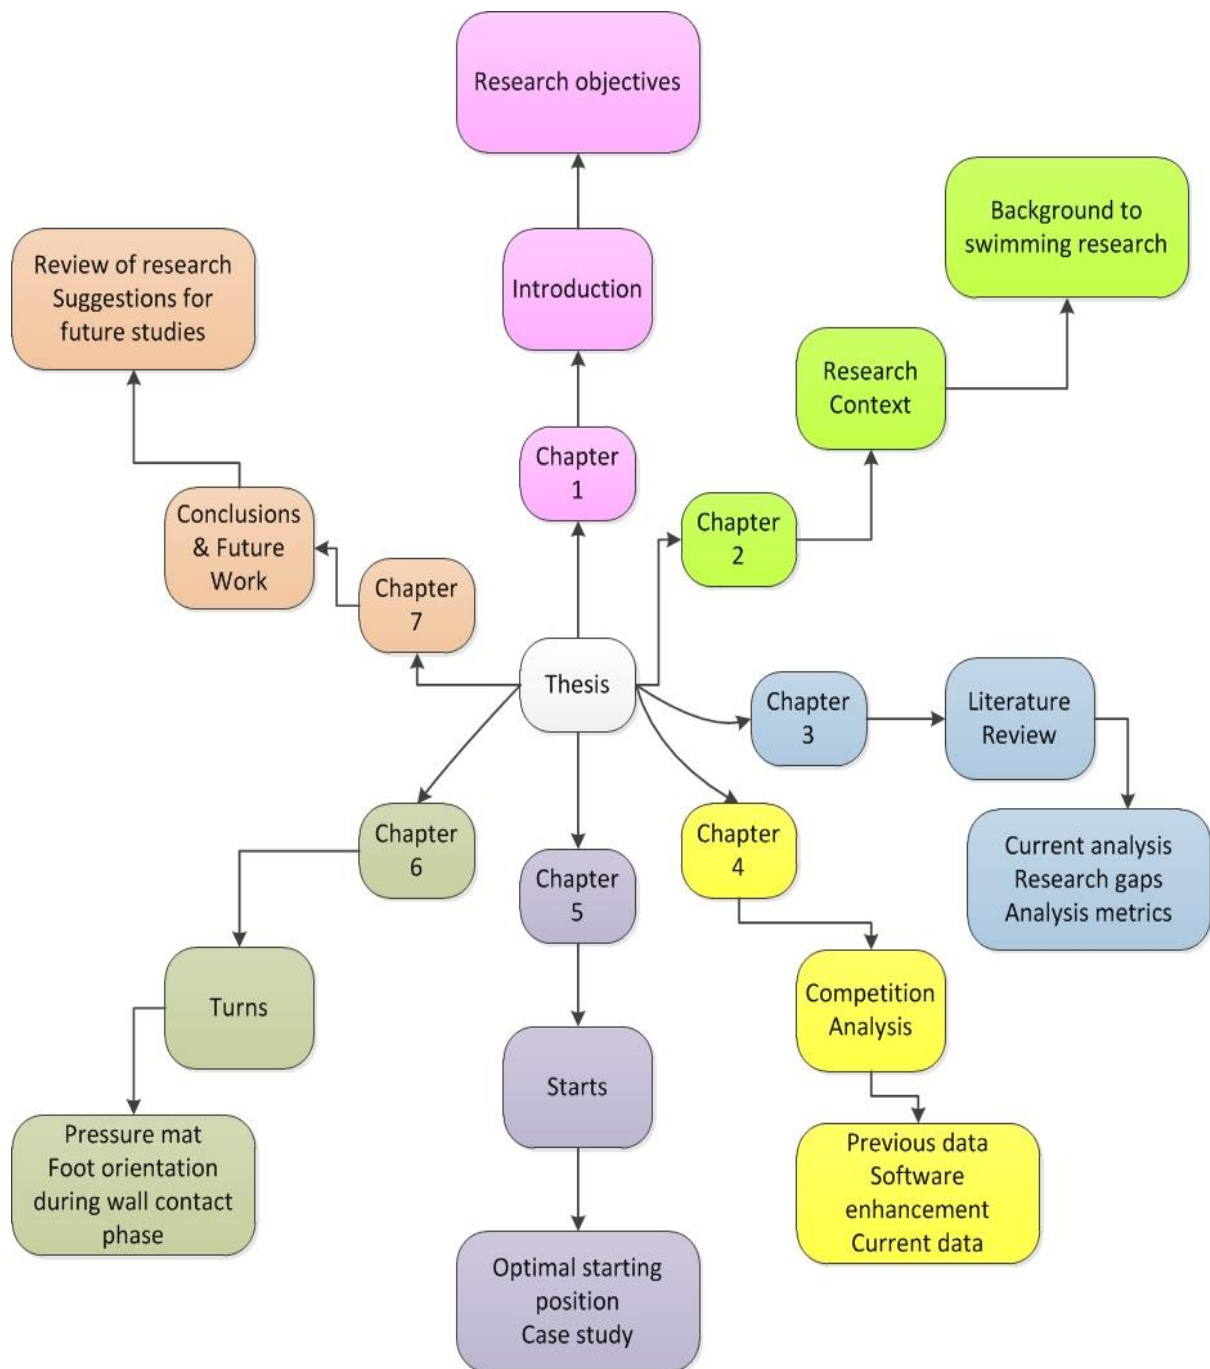 Research objectives
Introduction
Chapter
1
Background to
swimming research
Research
Context
Chapter
2
Review of research
Suggestions for
future studies
Conclusions
& Future
Work
Chapter
7
Thesis
Chapter
3
Literature
Review
Current analysis
Research gaps
Analysis metrics
Chapter
4
Competition
Analysis
Previous data
Software
enhancement
Current data
Chapter
5
Starts
Optimal starting
position
Case study
Chapter
6
Turns
Pressure mat
Foot orientation
during wall contact
phase